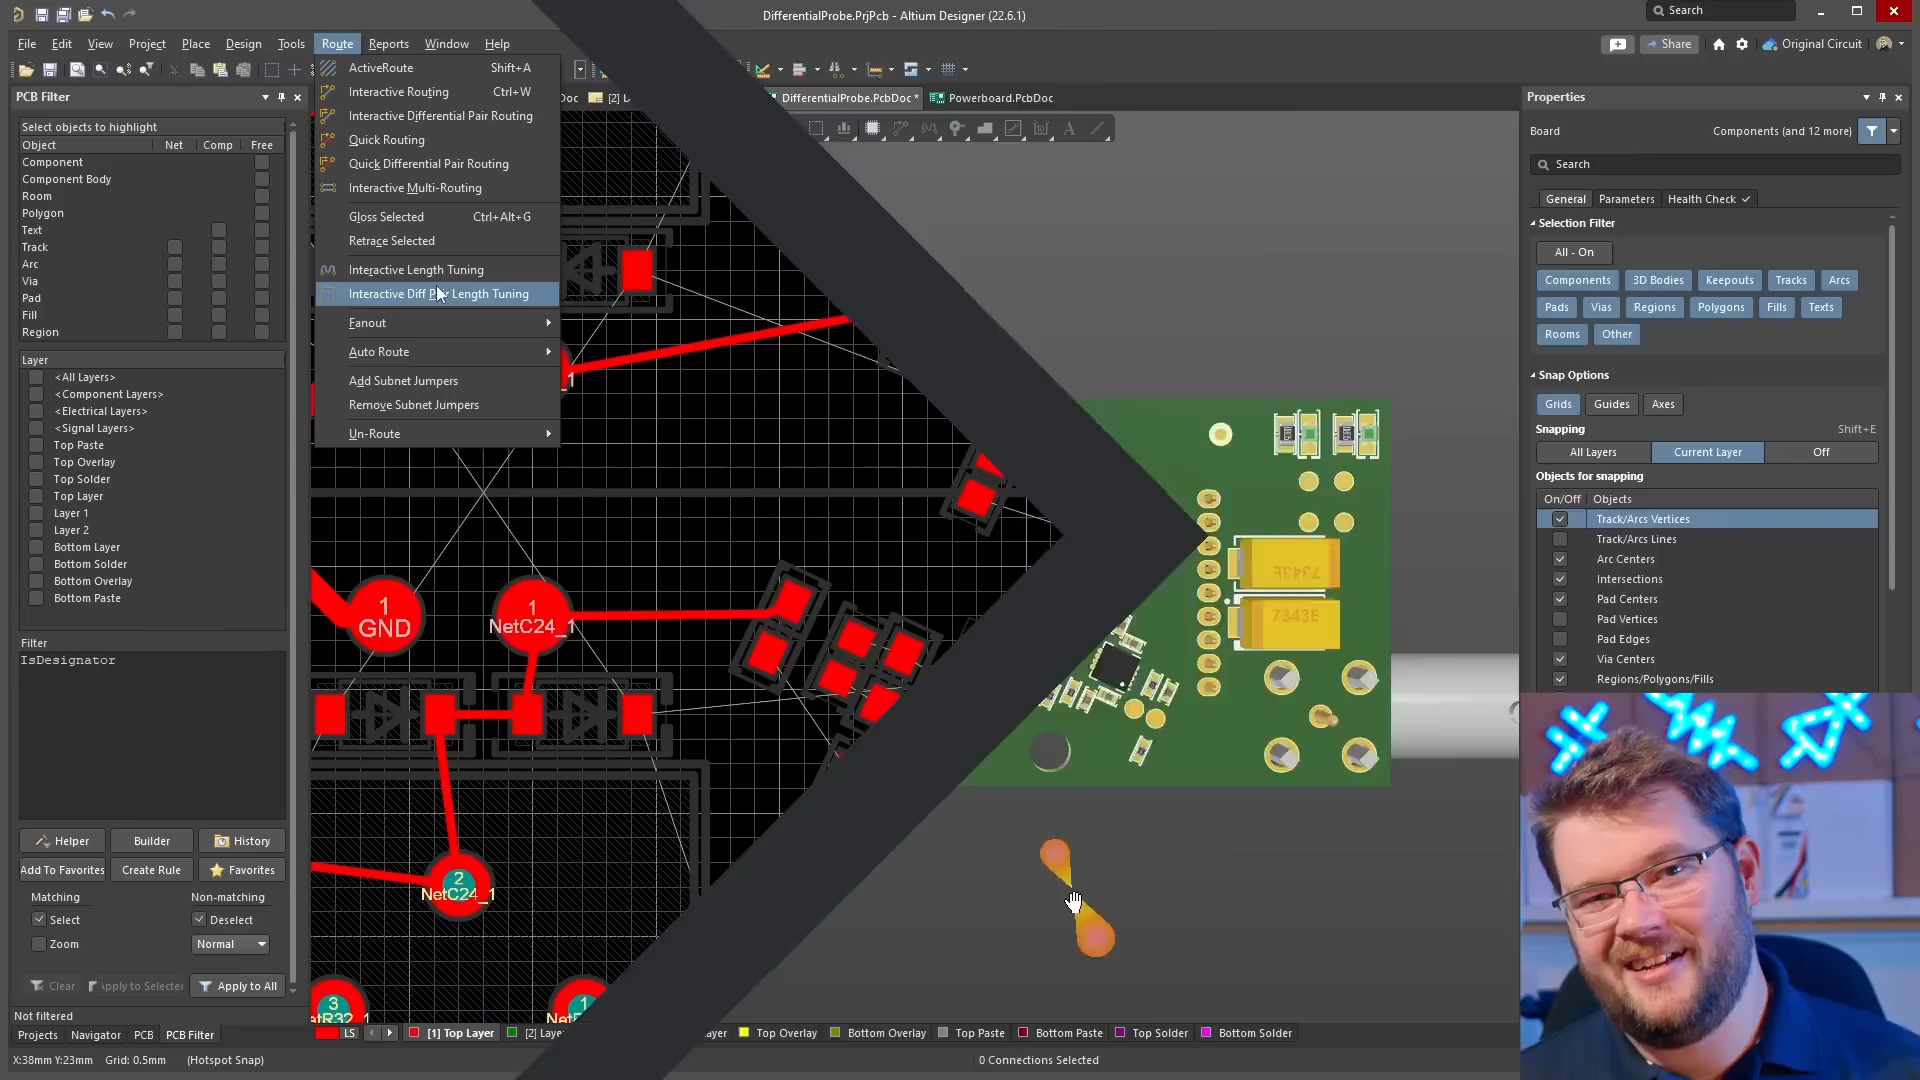 DifferentialProbe.PrjPcb - Altium Designer (22.6.1)
Search
File Edit View Project Place Design Tools Route Reports Window Help
Share
Original Circuit
PCB Filter
Select objects to highlight
Object Net Comp Free
Component
Component Body
Room
Polygon
Text
Track
Arc
Via
Pad
Fill
Region
Layer
<All Layers>
<Component Layers>
<Electrical Layers>
<Signal Layers>
Top Paste
Top Overlay
Top Solder
Top Layer
Layer 1
Layer 2
Bottom Layer
Bottom Solder
Bottom Overlay
Bottom Paste
Filter
IsDesignator
Helper Builder History
Add To Favorites Create Rule Favorites
Matching Non-matching
Select Deselect
Zoom Normal
Clear Apply to Selected Apply to All
Not filtered
Projects Navigator PCB PCB Filter
X:38mm Y:23mm Grid: 0.5mm (Hotspot Snap)
ActiveRoute Shift+A
Interactive Routing Ctrl+W
Interactive Differential Pair Routing
Quick Routing
Quick Differential Pair Routing
Interactive Multi-Routing
Gloss Selected Ctrl+Alt+G
Retrace Selected
Interactive Length Tuning
Interactive Diff Pair Length Tuning
Fanout
Auto Route
Add Subnet Jumpers
Remove Subnet Jumpers
Un-Route
Doc [2] D
DifferentialProbe.PcbDoc * Powerboard.PcbDoc
_1
1
GND
1
NetC24_1
2
NetC24_1
3
etR32_1
1
7343E
7343E
LS [1] Top Layer [2] Laye
ayer Top Overlay Bottom Overlay Top Paste Bottom Paste Top Solder Bottom Solder
0 Connections Selected
Properties
Board Components (and 12 more)
Search
General Parameters Health Check
Selection Filter
All - On
Components 3D Bodies Keepouts Tracks Arcs
Pads Vias Regions Polygons Fills Texts
Rooms Other
Snap Options
Grids Guides Axes
Snapping Shift+E
All Layers Current Layer Off
Objects for snapping
On/Off Objects
Track/Arcs Vertices
Track/Arcs Lines
Arc Centers
Intersections
Pad Centers
Pad Vertices
Pad Edges
Via Centers
Regions/Polygons/Fills